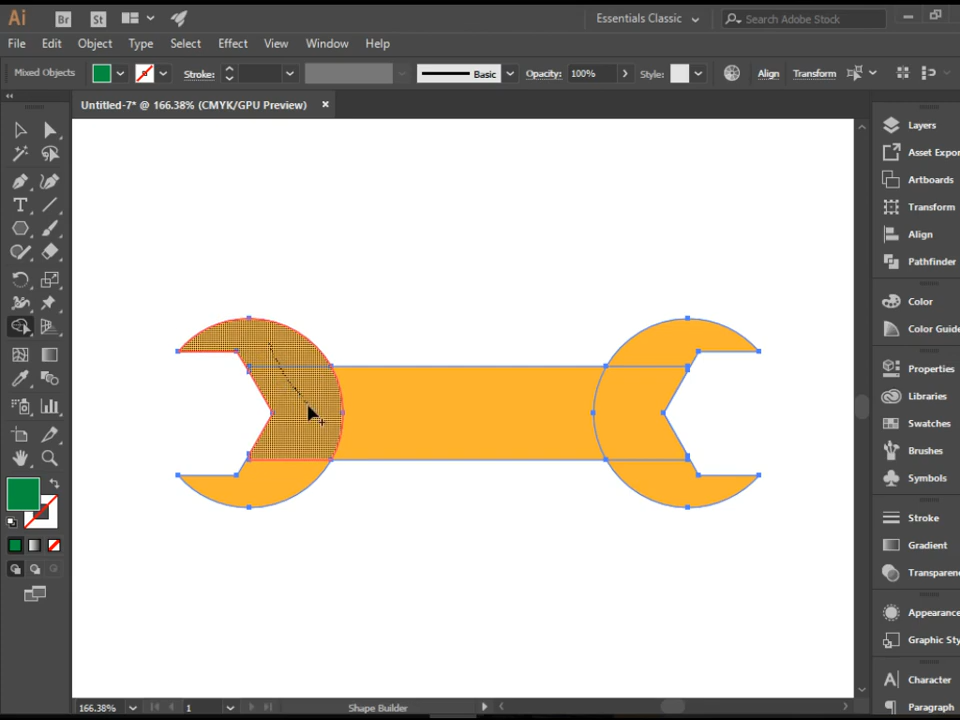 Ai Br St Essentials Classic Search Adobe Stock
File Edit Object Type Select Effect View Window Help
Mixed Objects Stroke: Basic Opacity: 100% Style: Align Transform
Untitled-7* @ 166.38% (CMYK/GPU Preview) ×
Layers
Asset Expor
Artboards
Transform
Align
Pathfinder
Color
Color Guide
Properties
Libraries
Swatches
Brushes
Symbols
Stroke
Gradient
Transparen
Appearance
Graphic Sty
Character
Paragraph
166.38% 1 Shape Builder